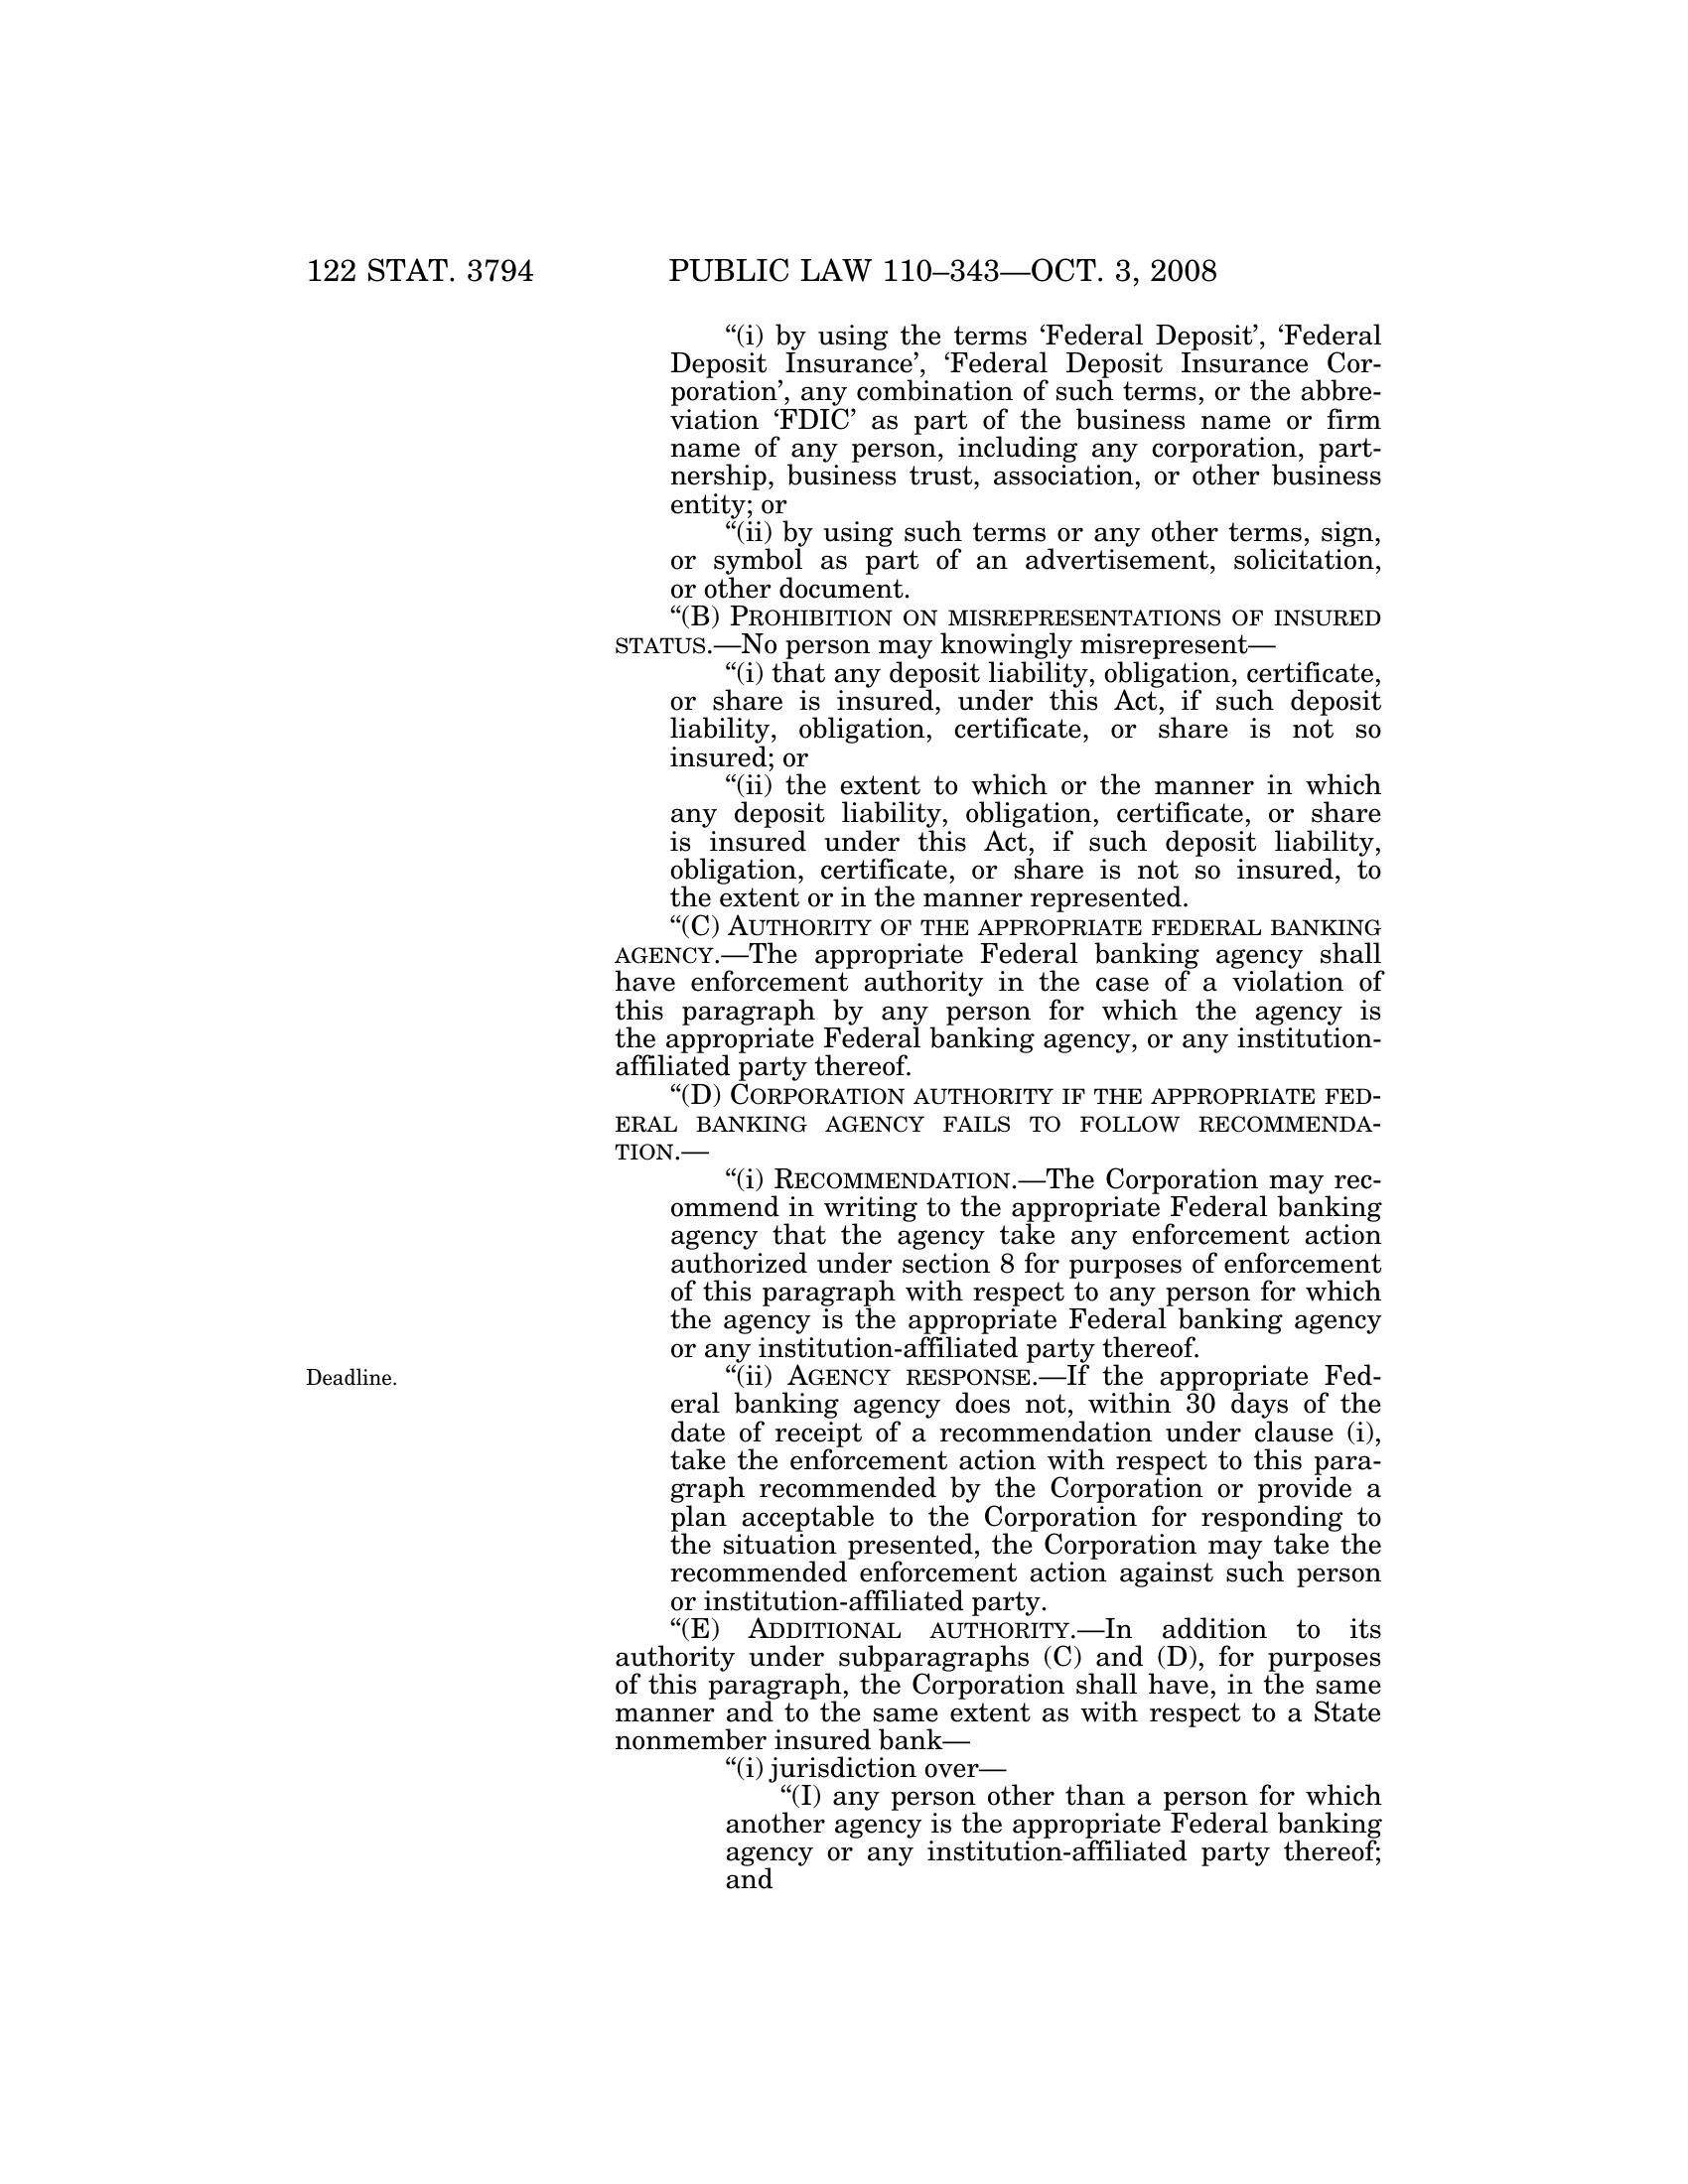 122 STAT. 3794 PUBLIC LAW 110–343—OCT. 3, 2008
“(i) by using the terms ‘Federal Deposit’, ‘Federal
Deposit Insurance’, ‘Federal Deposit Insurance Cor-
poration’, any combination of such terms, or the abbre-
viation ‘FDIC’ as part of the business name or firm
name of any person, including any corporation, part-
nership, business trust, association, or other business
entity; or
“(ii) by using such terms or any other terms, sign,
or symbol as part of an advertisement, solicitation,
or other document.
“(B) PROHIBITION ON MISREPRESENTATIONS OF INSURED
STATUS.—No person may knowingly misrepresent—
“(i) that any deposit liability, obligation, certificate,
or share is insured, under this Act, if such deposit
liability, obligation, certificate, or share is not so
insured; or
“(ii) the extent to which or the manner in which
any deposit liability, obligation, certificate, or share
is insured under this Act, if such deposit liability,
obligation, certificate, or share is not so insured, to
the extent or in the manner represented.
“(C) AUTHORITY OF THE APPROPRIATE FEDERAL BANKING
AGENCY.—The appropriate Federal banking agency shall
have enforcement authority in the case of a violation of
this paragraph by any person for which the agency is
the appropriate Federal banking agency, or any institution-
affiliated party thereof.
“(D) CORPORATION AUTHORITY IF THE APPROPRIATE FED-
ERAL BANKING AGENCY FAILS TO FOLLOW RECOMMENDA-
TION.—
“(i) RECOMMENDATION.—The Corporation may rec-
ommend in writing to the appropriate Federal banking
agency that the agency take any enforcement action
authorized under section 8 for purposes of enforcement
of this paragraph with respect to any person for which
the agency is the appropriate Federal banking agency
or any institution-affiliated party thereof.
Deadline.
“(ii) AGENCY RESPONSE.—If the appropriate Fed-
eral banking agency does not, within 30 days of the
date of receipt of a recommendation under clause (i),
take the enforcement action with respect to this para-
graph recommended by the Corporation or provide a
plan acceptable to the Corporation for responding to
the situation presented, the Corporation may take the
recommended enforcement action against such person
or institution-affiliated party.
“(E) ADDITIONAL AUTHORITY.—In addition to its
authority under subparagraphs (C) and (D), for purposes
of this paragraph, the Corporation shall have, in the same
manner and to the same extent as with respect to a State
nonmember insured bank—
“(i) jurisdiction over—
“(I) any person other than a person for which
another agency is the appropriate Federal banking
agency or any institution-affiliated party thereof;
and